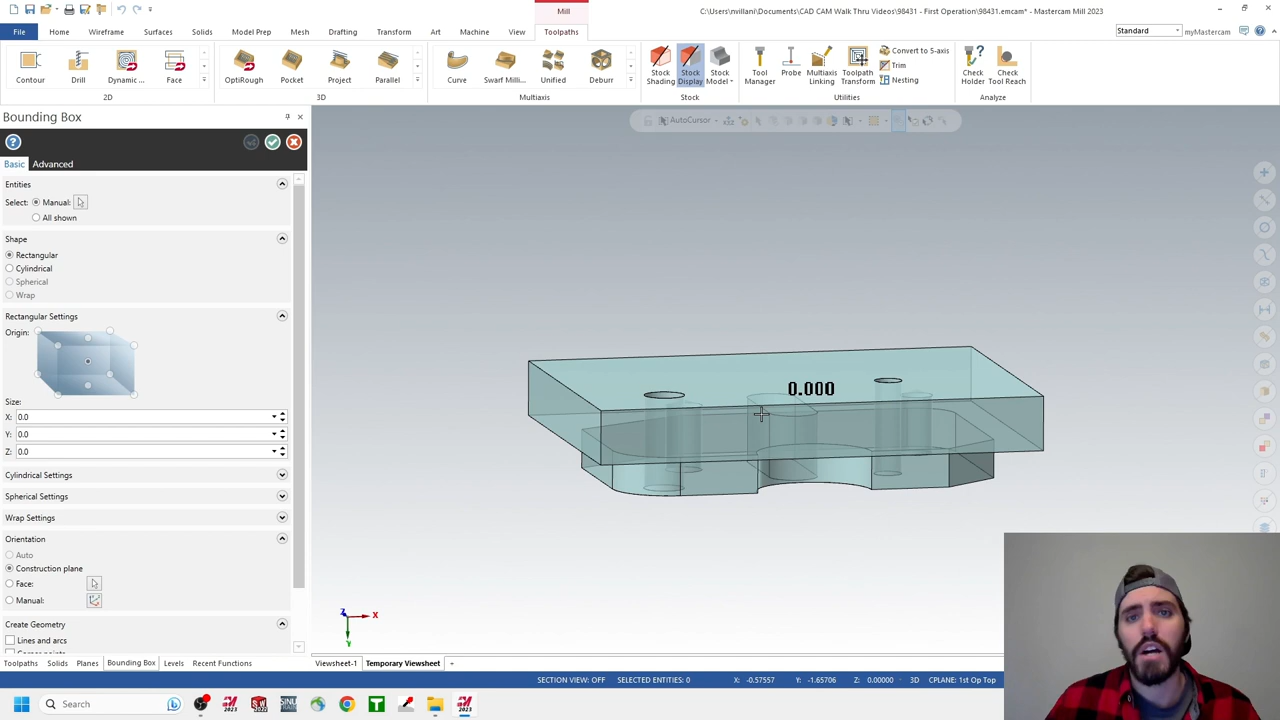 Mill
C:\Users\nvillani\Documents\CAD CAM Walk Thru Videos\98431 - First Operation\98431.emcam* - Mastercam Mill 2023
File Home Wireframe Surfaces Solids Model Prep Mesh Drafting Transform Art Machine View Toolpaths
Standard myMastercam
Contour Drill Dynamic ... Face
OptiRough Pocket Project Parallel
Curve Swarf Milli... Unified Deburr
Stock Shading Stock Display Stock Model
Tool Manager Probe Multiaxis Linking Toolpath Transform
Convert to 5-axis
Trim
Nesting
Check Holder Check Tool Reach
2D 3D Multiaxis Stock Utilities Analyze
Bounding Box
AutoCursor
Basic Advanced
Entities
Select: Manual:
All shown
Shape
Rectangular
Cylindrical
Spherical
Wrap
Rectangular Settings
Origin:
Size:
X: 0.0
Y: 0.0
Z: 0.0
Cylindrical Settings
Spherical Settings
Wrap Settings
Orientation
Auto
Construction plane
Face:
Manual:
Create Geometry
Lines and arcs
0.000
Z X
Y
Toolpaths Solids Planes Bounding Box Levels Recent Functions
Viewsheet-1 Temporary Viewsheet +
SECTION VIEW: OFF SELECTED ENTITIES: 0 X: -0.57557 Y: -1.65706 Z: 0.00000 3D CPLANE: 1st Op Top
Search